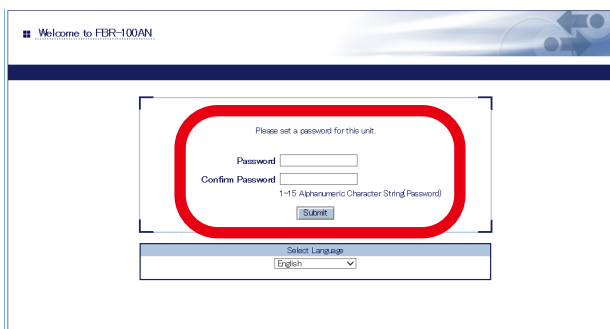 Welcome to FBR-100AN
Please set a password for this unit.
Password
Confirm Password
1-15 Alphanumeric Character String(Password)
Submit
Select Language
English